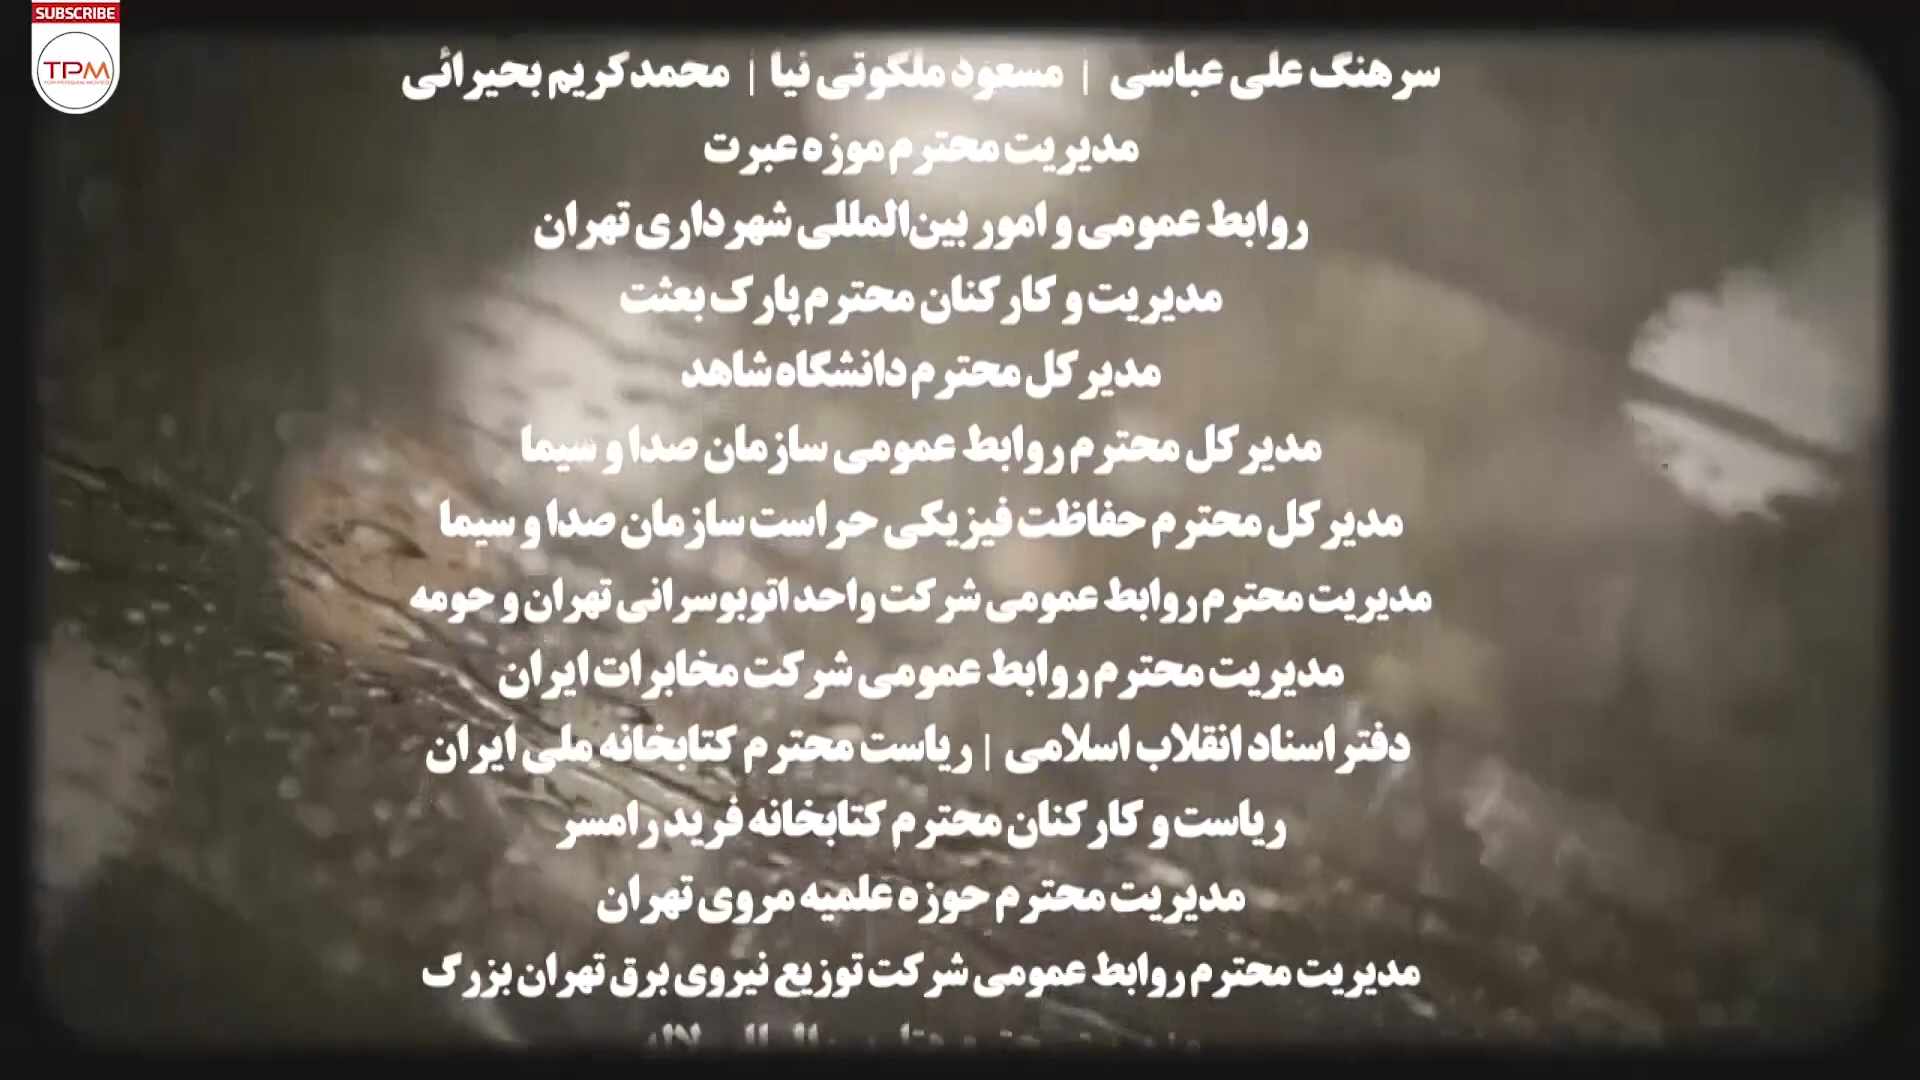 SUBSCRIBE
TPM
TOP PERSIAN MOVIES
سرهنگ علی عباسی | مسعود ملکوتی نیا | محمدکریم بحیرائی
مدیریت محترم موزه عبرت
روابط عمومی و امور بین‌المللی شهرداری تهران
مدیریت و کارکنان محترم پارک بعثت
مدیر کل محترم دانشگاه شاهد
مدیر کل محترم روابط عمومی سازمان صدا و سیما
مدیر کل محترم حفاظت فیزیکی حراست سازمان صدا و سیما
مدیریت محترم روابط عمومی شرکت واحد اتوبوسرانی تهران و حومه
مدیریت محترم روابط عمومی شرکت مخابرات ایران
دفتر اسناد انقلاب اسلامی | ریاست محترم کتابخانه ملی ایران
ریاست و کارکنان محترم کتابخانه فرید رامسر
مدیریت محترم حوزه علمیه مروی تهران
مدیریت محترم روابط عمومی شرکت توزیع نیروی برق تهران بزرگ